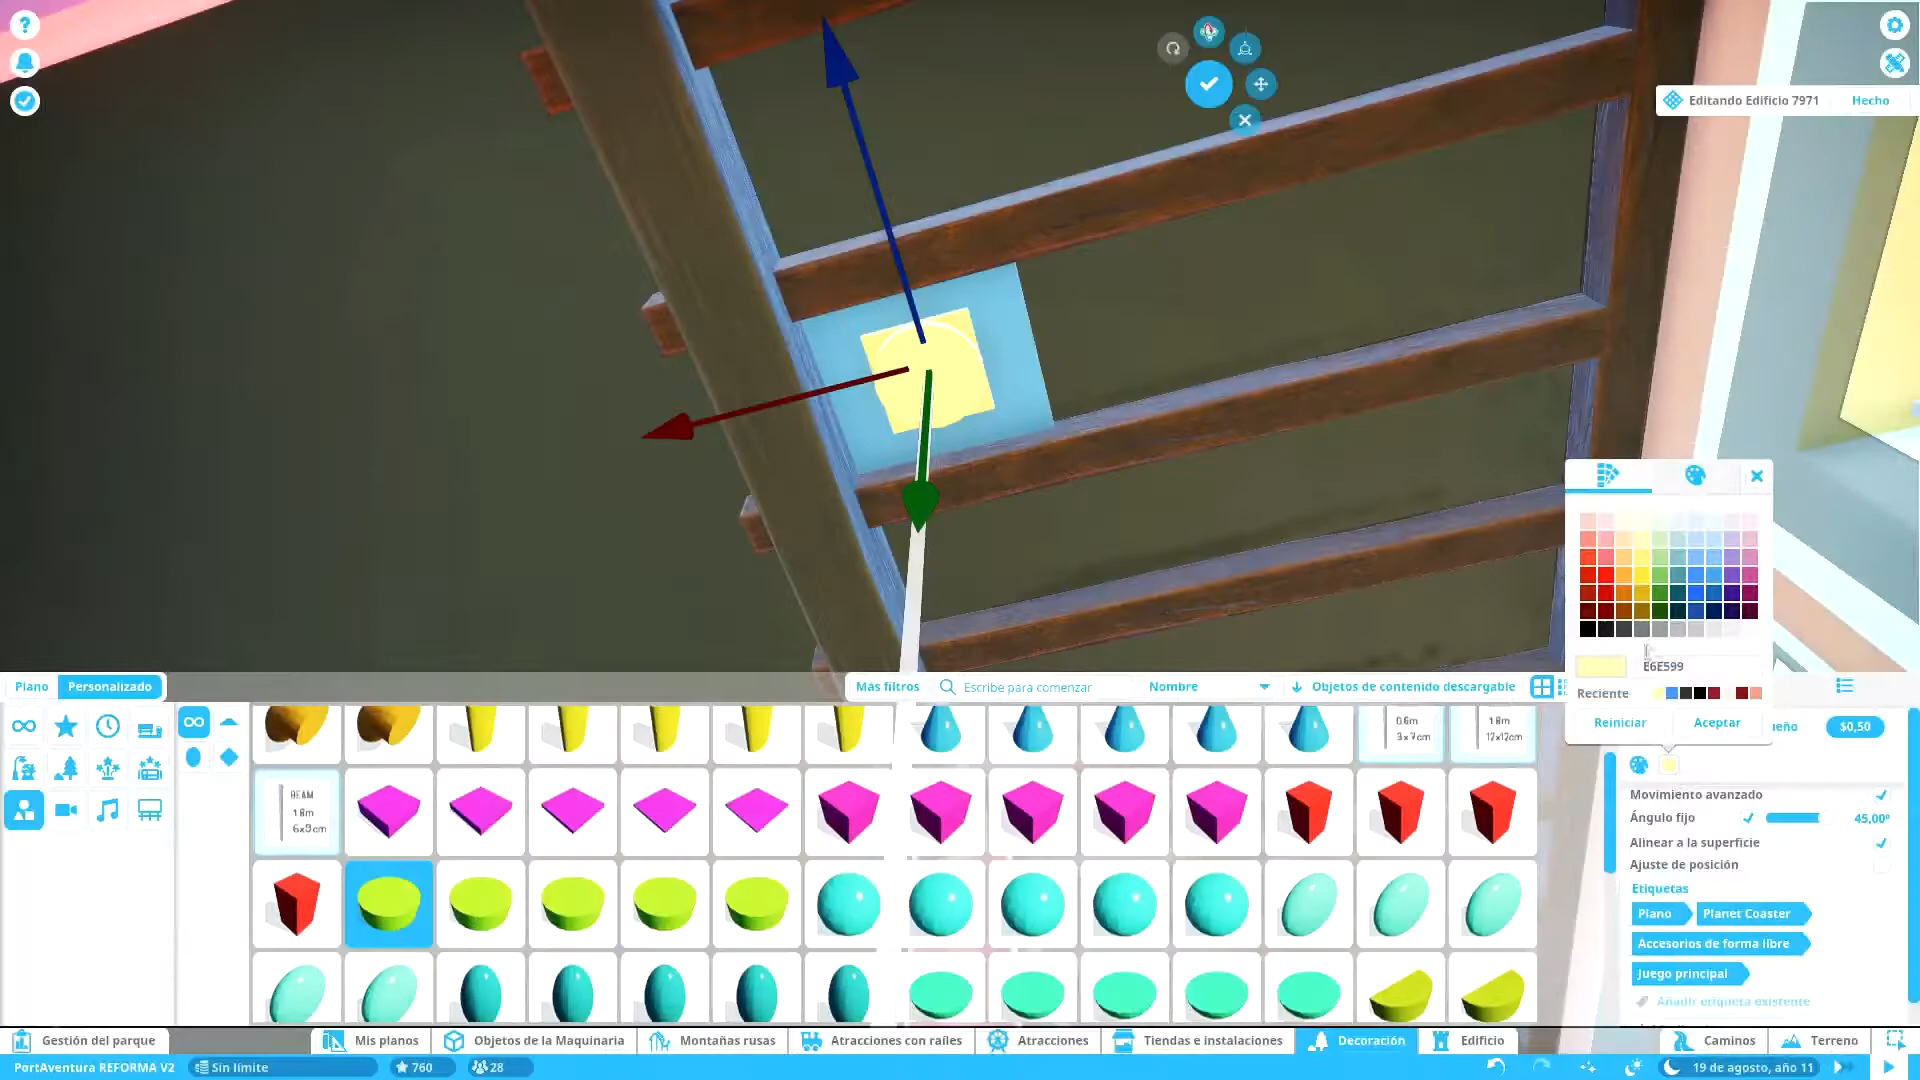 ?
Editando Edificio 7971 Hecho
E6E599
Reciente
Reiniciar Aceptar
ueño $0,50
Plano Personalizado
Más filtros Escribe para comenzar Nombre Objetos de contenido descargable
0.6m
3x7cm
1.8m
12x12cm
BEAM
1.8m
6x9cm
Movimiento avanzado
Ángulo fijo 45,00º
Alinear a la superficie
Ajuste de posición
Etiquetas
Plano Planet Coaster
Accesorios de forma libre
Juego principal
Añadir etiqueta existente
Gestión del parque Mis planos Objetos de la Maquinaria Montañas rusas Atracciones con raíles Atracciones Tiendas e instalaciones Decoración Edificio Caminos Terreno
PortAventura REFORMA V2 Sin límite 760 28 19 de agosto, año 11